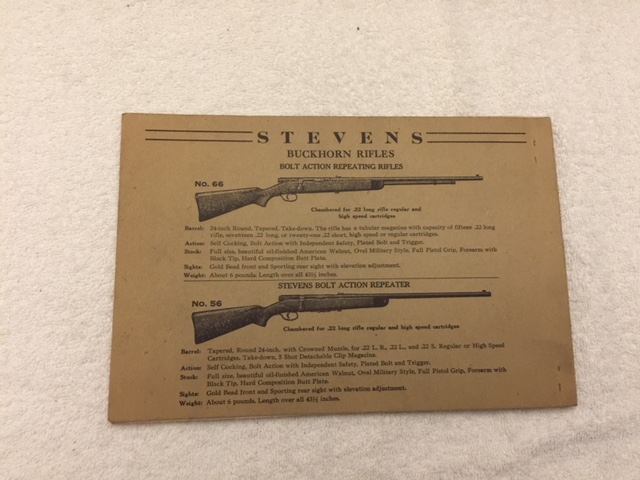 STEVENS
BUCKHORN RIFLES
BOLT ACTION REPEATING RIFLES
No. 66
Chambered for .22 long rifle regular and
high speed cartridges
Barrel: 24-inch Round, Tapered, Take-down. The rifle has a tubular magazine with capacity of fifteen .22 long
rifle, seventeen .22 long, or twenty-one .22 short, high speed or regular cartridges.
Action: Self Cocking, Bolt Action with Independent Safety, Plated Bolt and Trigger.
Stock: Full size, beautiful oil-finished American Walnut, Oval Military Style, Full Pistol Grip, Forearm with
Black Tip, Hard Composition Butt Plate.
Sights: Gold Bead front and Sporting rear sight with elevation adjustment.
Weight: About 6 pounds. Length over all 43½ inches.
STEVENS BOLT ACTION REPEATER
No. 56
Chambered for .22 long rifle regular and high speed cartridges
Barrel: Tapered, Round 24-inch, with Crowned Muzzle, for .22 L. R., .22 L., and .22 S. Regular or High Speed
Cartridges. Take-down, 5 Shot Detachable Clip Magazine.
Action: Self Cocking, Bolt Action with Independent Safety, Plated Bolt and Trigger.
Stock: Full size, beautiful oil-finished American Walnut, Oval Military Style, Full Pistol Grip, Forearm with
Black Tip, Hard Composition Butt Plate.
Sights: Gold Bead front and Sporting rear sight with elevation adjustment.
Weight: About 6 pounds. Length over all 43½ inches.